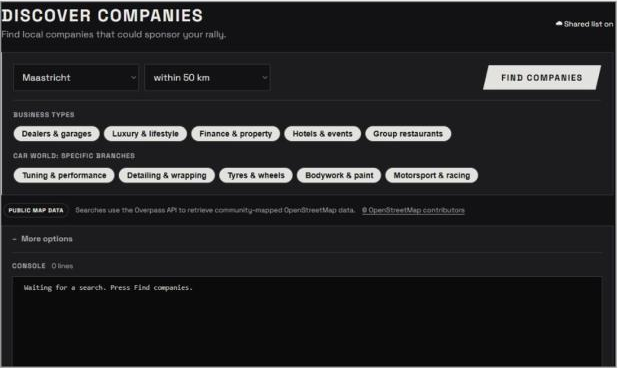 DISCOVER COMPANIES
Find local companies that could sponsor your rally.
Shared list on
Maastricht
within 50 km
FIND COMPANIES
BUSINESS TYPES
Dealers & garages
Luxury & lifestyle
Finance & property
Hotels & events
Group restaurants
CAR WORLD: SPECIFIC BRANCHES
Tuning & performance
Detailing & wrapping
Tyres & wheels
Bodywork & paint
Motorsport & racing
PUBLIC MAP DATA
Searches use the Overpass API to retrieve community-mapped OpenStreetMap data.
© OpenStreetMap contributors
– More options
CONSOLE 0 lines
Waiting for a search. Press Find companies.